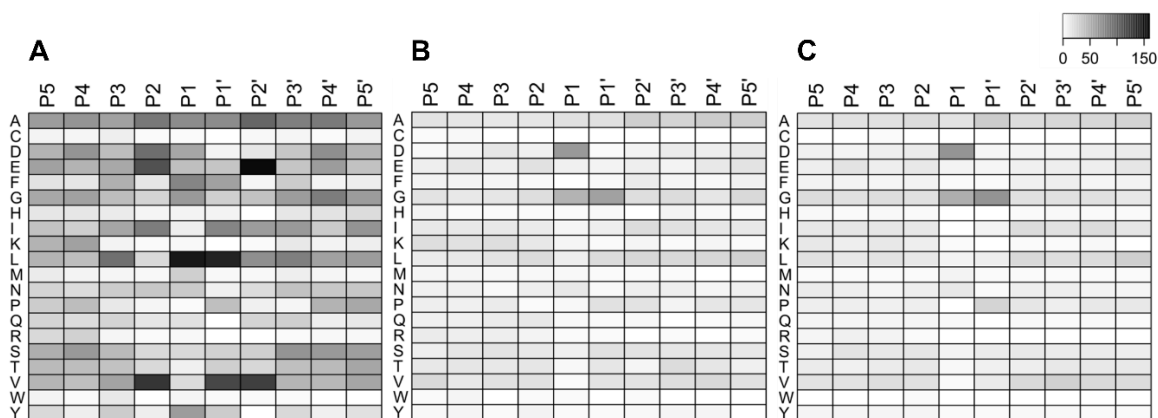 A B C
0 50 150
P5 P4 P3 P2 P1 P1' P2' P3' P4' P5'
P5 P4 P3 P2 P1 P1' P2' P3' P4' P5'
P5 P4 P3 P2 P1 P1' P2' P3' P4' P5'
A A A
C C C
D D D
E E E
F F F
G G G
H H H
I I I
K K K
L L L
M M M
N N N
P P P
Q Q Q
R R R
S S S
T T T
V V V
W W W
Y Y Y